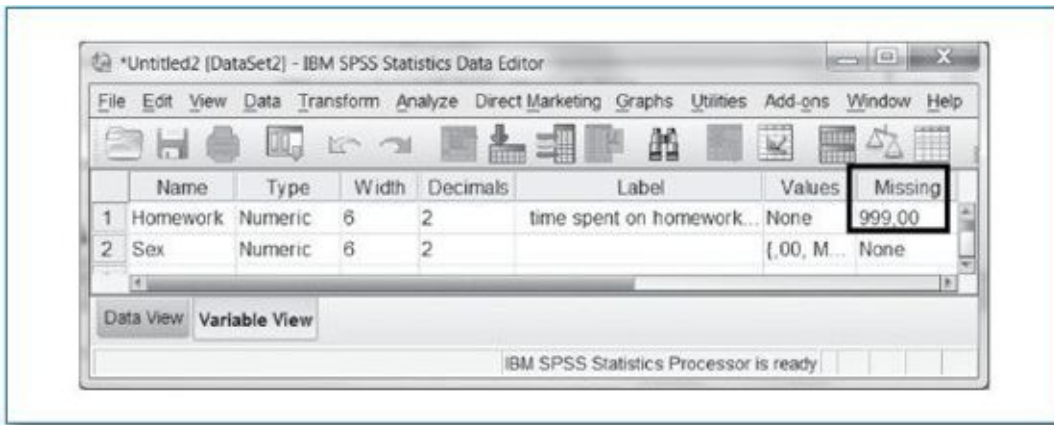 *Untitled2 [DataSet2] - IBM SPSS Statistics Data Editor
File Edit View Data Transform Analyze Direct Marketing Graphs Utilities Add-ons Window Help
Name Type Width Decimals Label Values Missing
1 Homework Numeric 6 2 time spent on homework... None 999,00
2 Sex Numeric 6 2 {,00, M... None
Data View Variable View
IBM SPSS Statistics Processor is ready